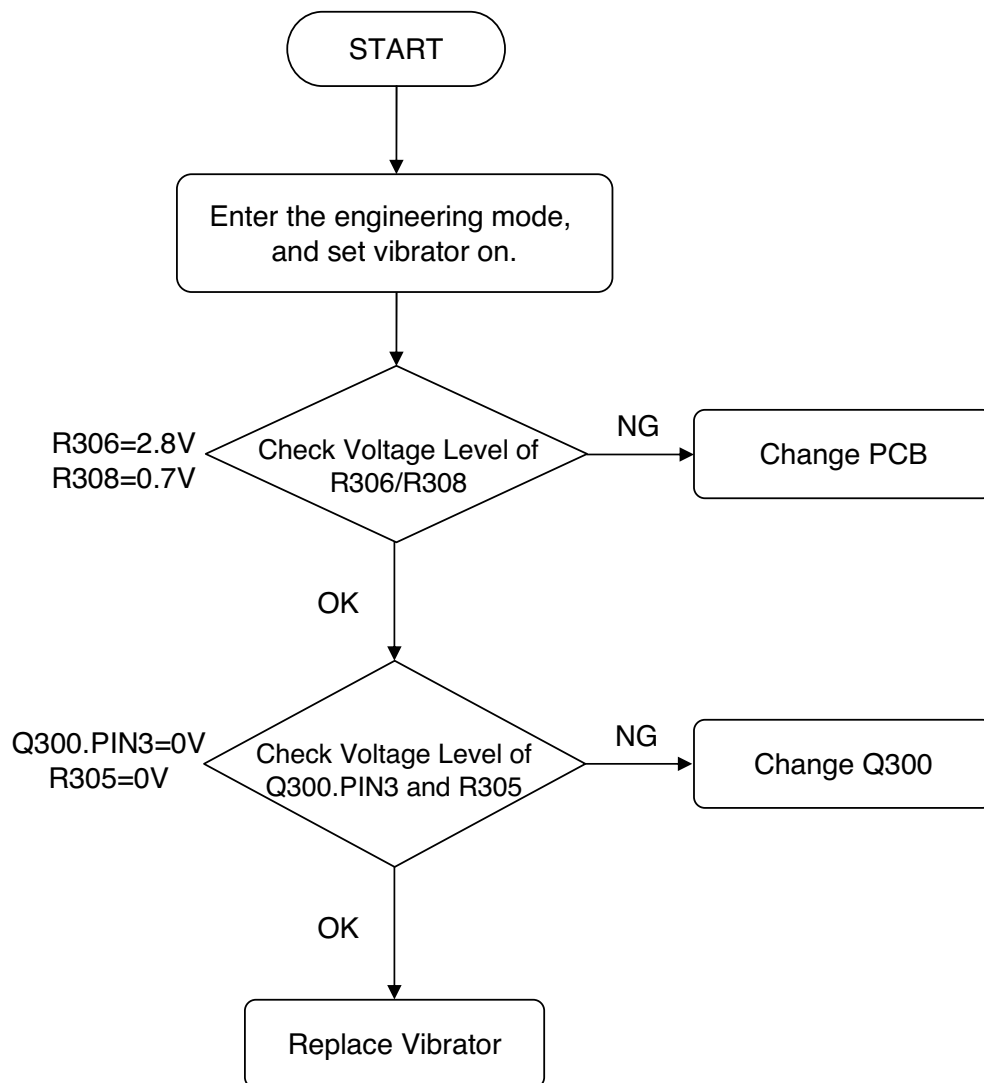 START
Enter the engineering mode,
and set vibrator on.
R306=2.8V
R308=0.7V
Check Voltage Level of
R306/R308
NG
Change PCB
OK
Q300.PIN3=0V
R305=0V
Check Voltage Level of
Q300.PIN3 and R305
NG
Change Q300
OK
Replace Vibrator